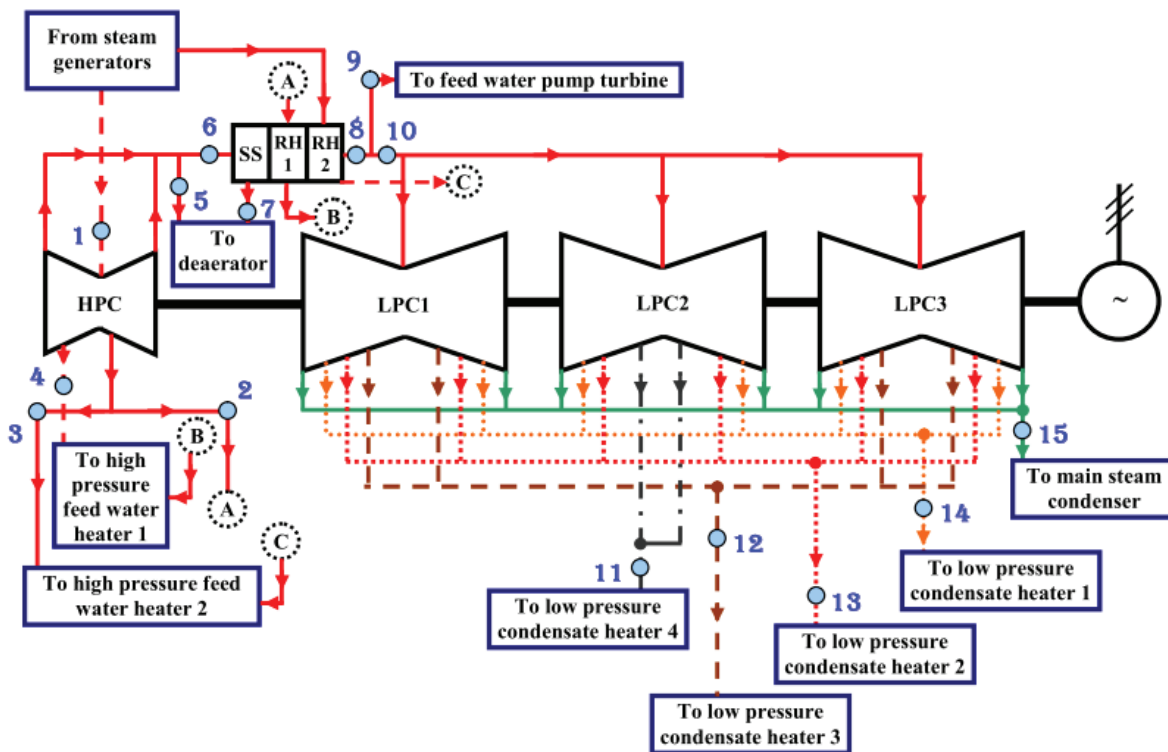 From steam
generators
A
9
To feed water pump turbine
6
SS
RH
1
RH
2
8
10
C
5
7
B
1
To
deaerator
HPC
LPC1
LPC2
LPC3
~
4
2
3
B
15
To high
pressure
feed water
heater 1
A
To main steam
condenser
14
C
12
11
To high pressure feed
water heater 2
To low pressure
condensate heater 4
13
To low pressure
condensate heater 1
To low pressure
condensate heater 2
To low pressure
condensate heater 3